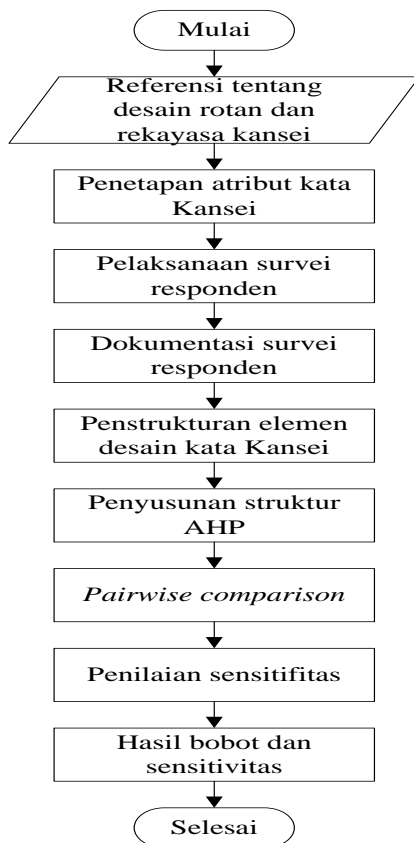 Mulai
Referensi tentang
desain rotan dan
rekayasa kansei
Penetapan atribut kata
Kansei
Pelaksanaan survei
responden
Dokumentasi survei
responden
Penstrukturan elemen
desain kata Kansei
Penyusunan struktur
AHP
Pairwise comparison
Penilaian sensitifitas
Hasil bobot dan
sensitivitas
Selesai